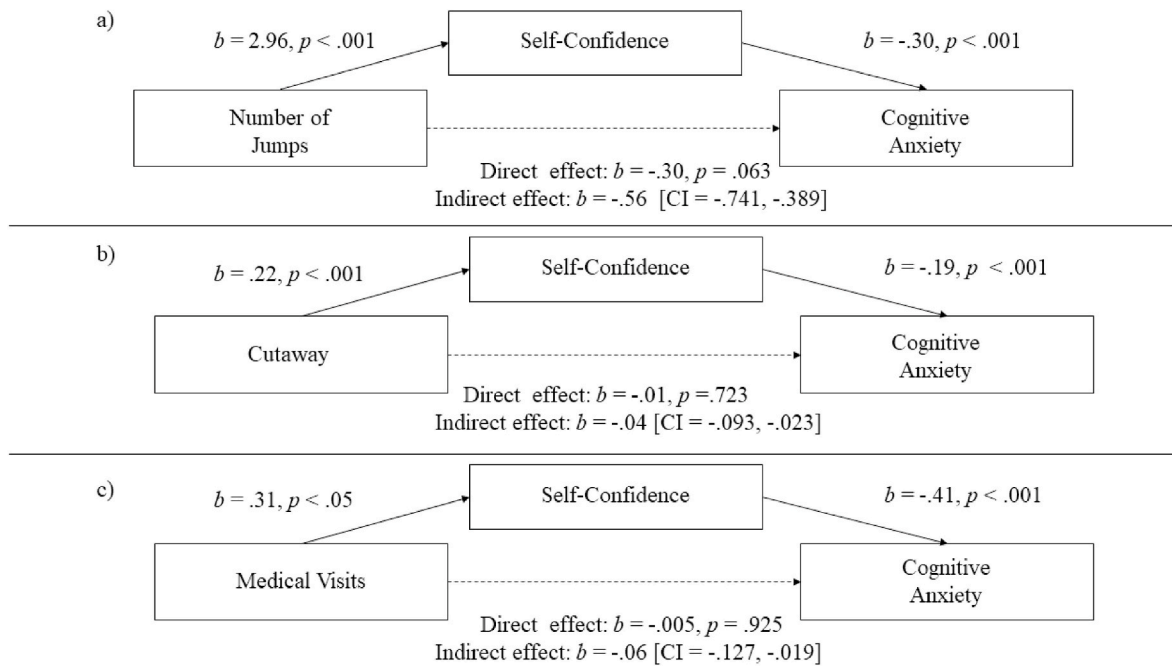 a)
Self-Confidence
b = 2.96, p < .001
b = -.30, p < .001
Number of
Jumps
Cognitive
Anxiety
Direct effect: b = -.30, p = .063
Indirect effect: b = -.56 [CI = -.741, -.389]
b)
Self-Confidence
b = .22, p < .001
b = -.19, p < .001
Cutaway
Cognitive
Anxiety
Direct effect: b = -.01, p =.723
Indirect effect: b = -.04 [CI = -.093, -.023]
c)
Self-Confidence
b = .31, p < .05
b = -.41, p < .001
Medical Visits
Cognitive
Anxiety
Direct effect: b = -.005, p = .925
Indirect effect: b = -.06 [CI = -.127, -.019]